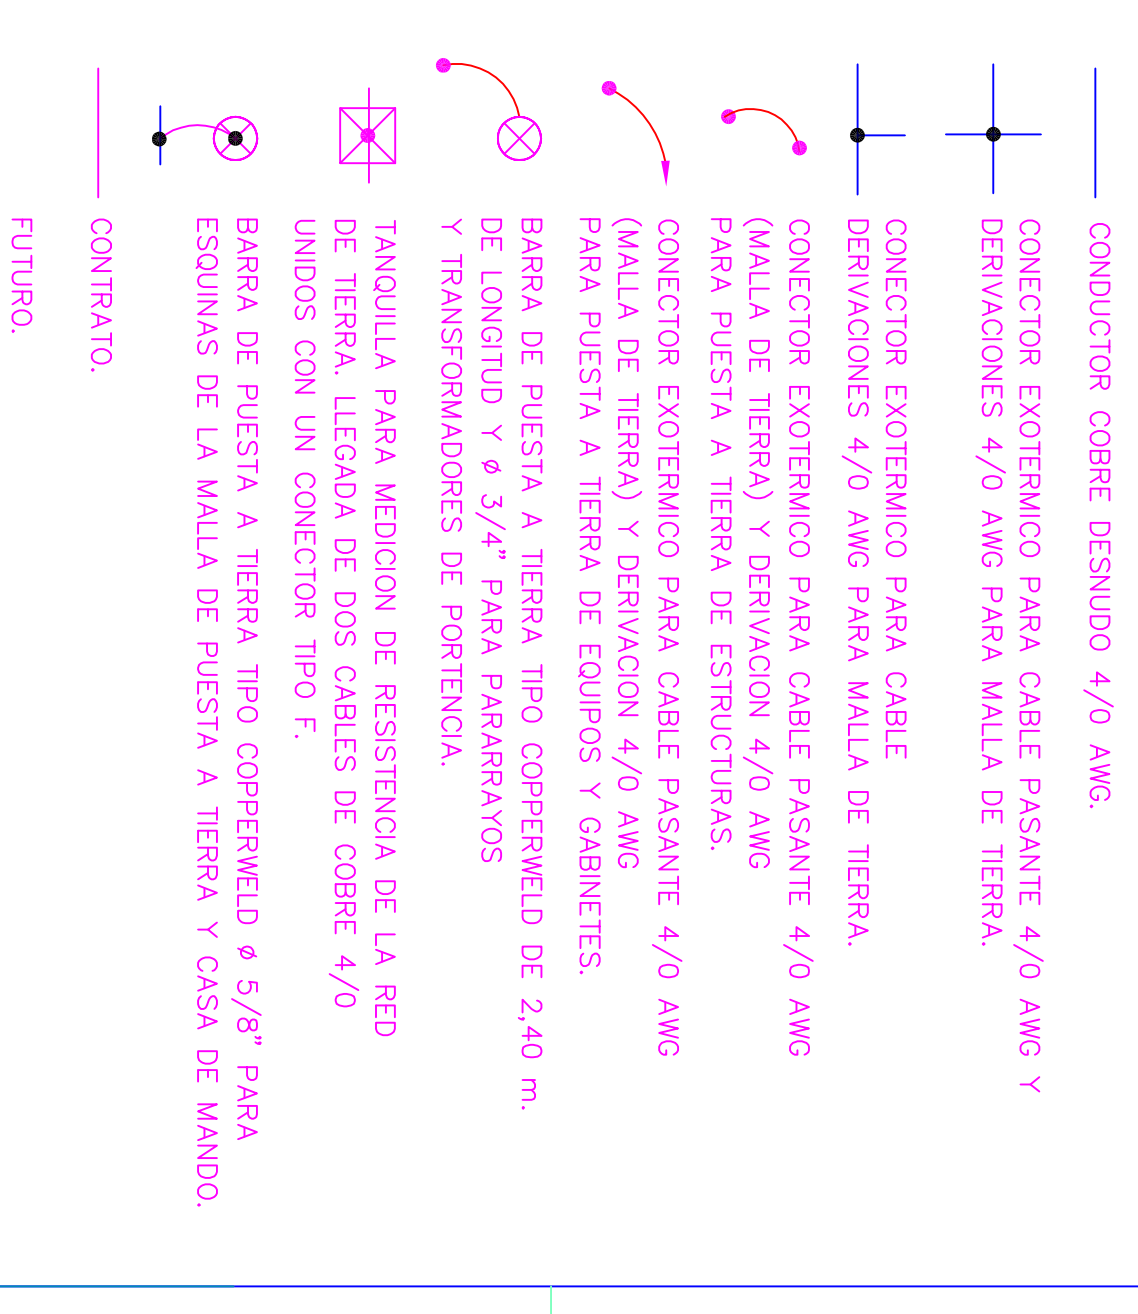 CONDUCTOR COBRE DESNUDO 4/0 AWG.
CONECTOR EXOTERMICO PARA CABLE PASANTE 4/0 AWG Y
DERIVACIONES 4/0 AWG PARA MALLA DE TIERRA.
CONECTOR EXOTERMICO PARA CABLE
DERIVACIONES 4/0 AWG PARA MALLA DE TIERRA.
CONECTOR EXOTERMICO PARA CABLE PASANTE 4/0 AWG
(MALLA DE TIERRA) Y DERIVACION 4/0 AWG
PARA PUESTA A TIERRA DE ESTRUCTURAS.
CONECTOR EXOTERMICO PARA CABLE PASANTE 4/0 AWG
(MALLA DE TIERRA) Y DERIVACION 4/0 AWG
PARA PUESTA A TIERRA DE EQUIPOS Y GABINETES.
BARRA DE PUESTA A TIERRA TIPO COPPERWELD DE 2,40 m.
DE LONGITUD Y ø 3/4" PARA PARARRAYOS
Y TRANSFORMADORES DE PORTENCIA.
TANQUILLA PARA MEDICION DE RESISTENCIA DE LA RED
DE TIERRA. LLEGADA DE DOS CABLES DE COBRE 4/0
UNIDOS CON UN CONECTOR TIPO F.
BARRA DE PUESTA A TIERRA TIPO COPPERWELD ø 5/8" PARA
ESQUINAS DE LA MALLA DE PUESTA A TIERRA Y CASA DE MANDO.
CONTRATO.
FUTURO.